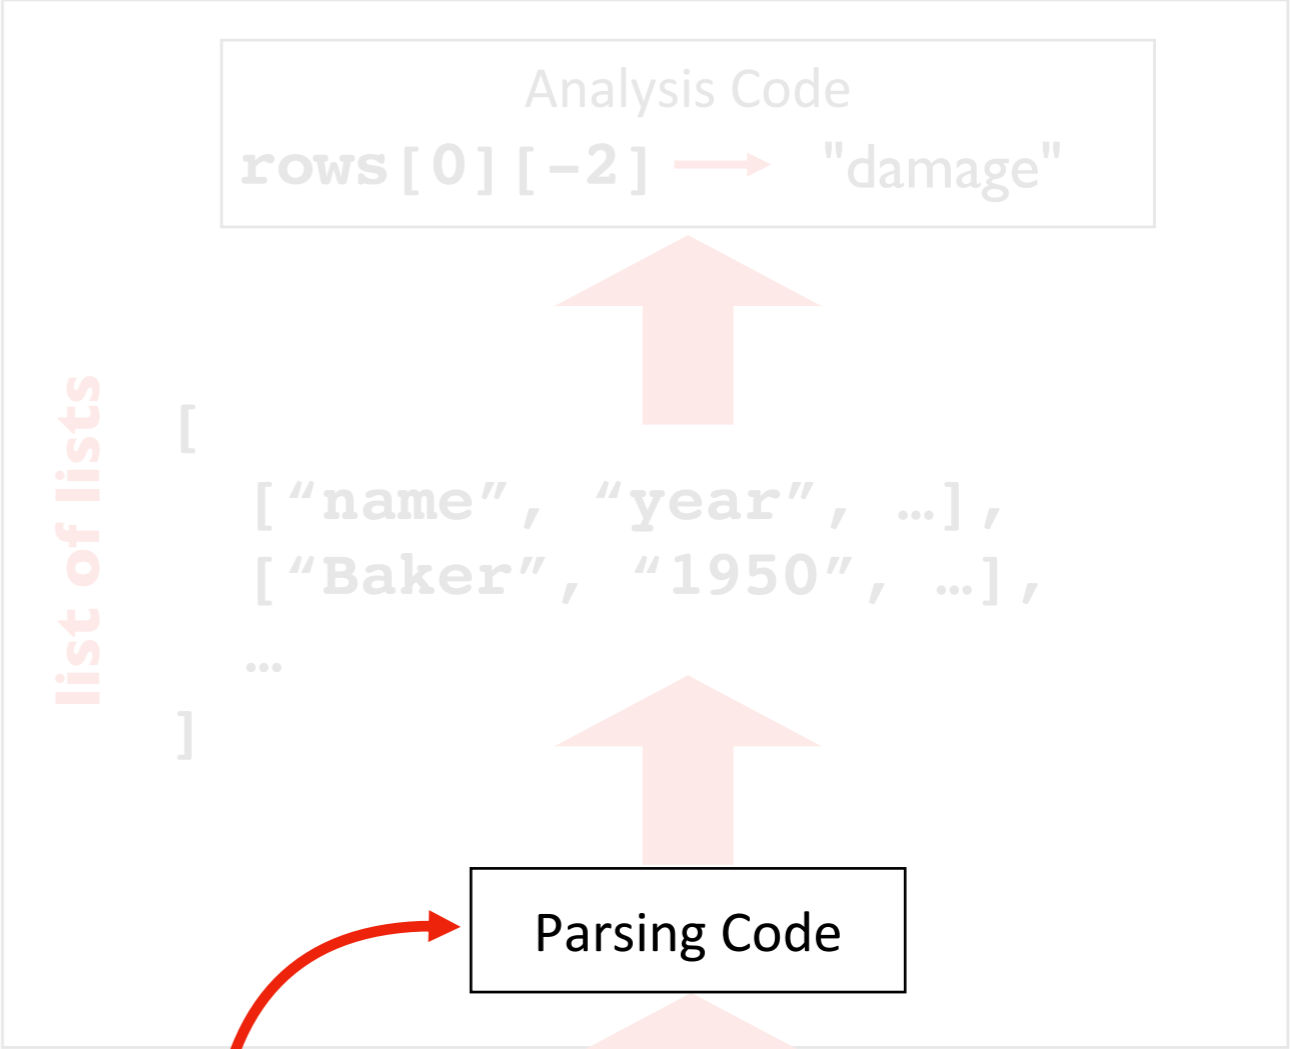 Analysis Code
rows[0][-2] "damage"
list of lists
[
[“name”, “year”, …],
[“Baker”, “1950”, …],
…
]
Parsing Code